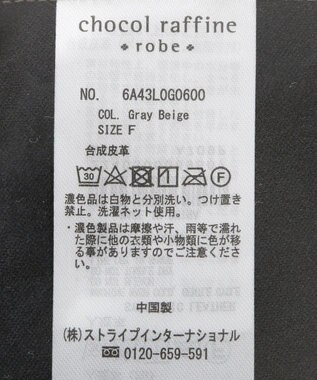 chocol raffine
robe
NO. 6A43L0G0600
COL. Gray Beige
SIZE F
合成皮革
30 F
濃色品は白物と分別洗い。つけ置き
禁止。洗濯ネット使用。
・濃色製品は摩擦や汗、雨等で濡れ
た際に他の衣類や小物類に色が移
る事がありますのでご注意下さい。
中国製
(株)ストライプインターナショナル
0120-659-591